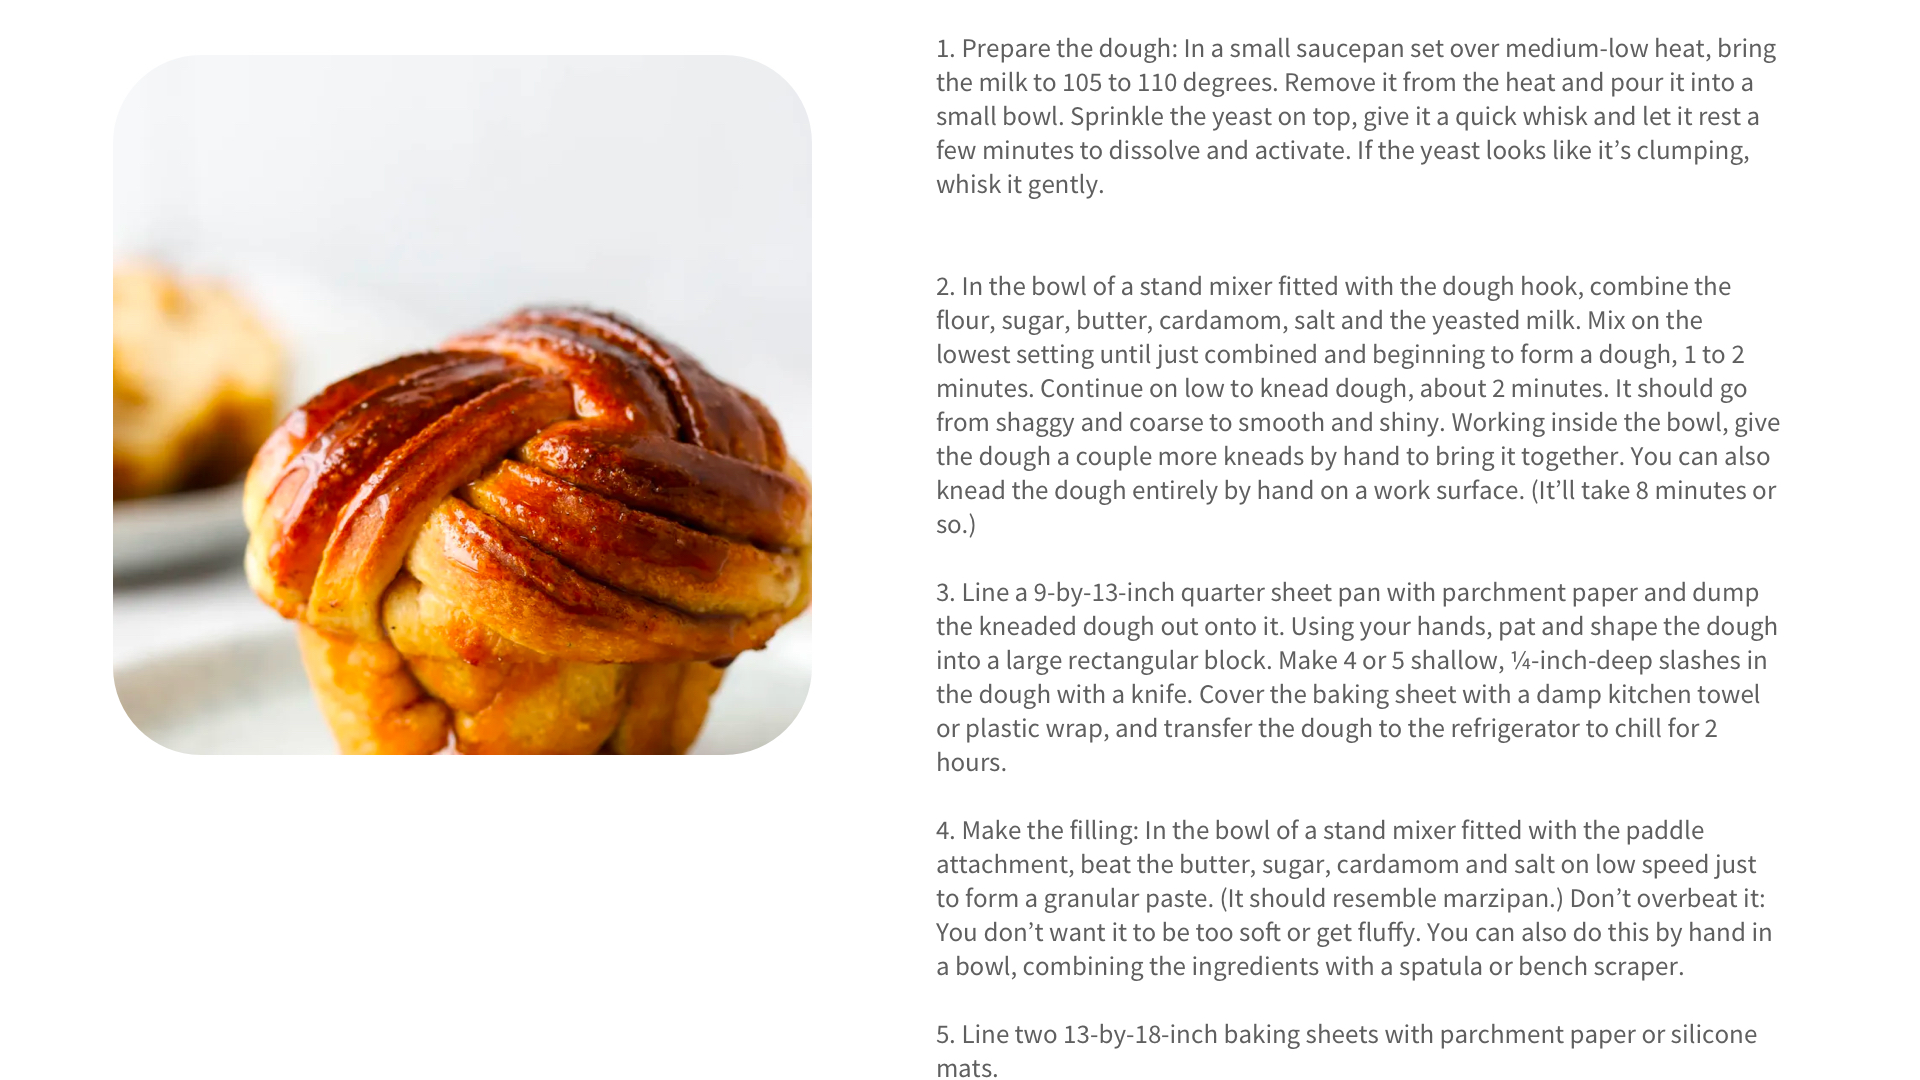 1. Prepare the dough: In a small saucepan set over medium-low heat, bring
the milk to 105 to 110 degrees. Remove it from the heat and pour it into a
small bowl. Sprinkle the yeast on top, give it a quick whisk and let it rest a
few minutes to dissolve and activate. If the yeast looks like it’s clumping,
whisk it gently.
2. In the bowl of a stand mixer fitted with the dough hook, combine the
flour, sugar, butter, cardamom, salt and the yeasted milk. Mix on the
lowest setting until just combined and beginning to form a dough, 1 to 2
minutes. Continue on low to knead dough, about 2 minutes. It should go
from shaggy and coarse to smooth and shiny. Working inside the bowl, give
the dough a couple more kneads by hand to bring it together. You can also
knead the dough entirely by hand on a work surface. (It’ll take 8 minutes or
so.)
3. Line a 9-by-13-inch quarter sheet pan with parchment paper and dump
the kneaded dough out onto it. Using your hands, pat and shape the dough
into a large rectangular block. Make 4 or 5 shallow, ¼-inch-deep slashes in
the dough with a knife. Cover the baking sheet with a damp kitchen towel
or plastic wrap, and transfer the dough to the refrigerator to chill for 2
hours.
4. Make the filling: In the bowl of a stand mixer fitted with the paddle
attachment, beat the butter, sugar, cardamom and salt on low speed just
to form a granular paste. (It should resemble marzipan.) Don’t overbeat it:
You don’t want it to be too soft or get fluffy. You can also do this by hand in
a bowl, combining the ingredients with a spatula or bench scraper.
5. Line two 13-by-18-inch baking sheets with parchment paper or silicone
mats.